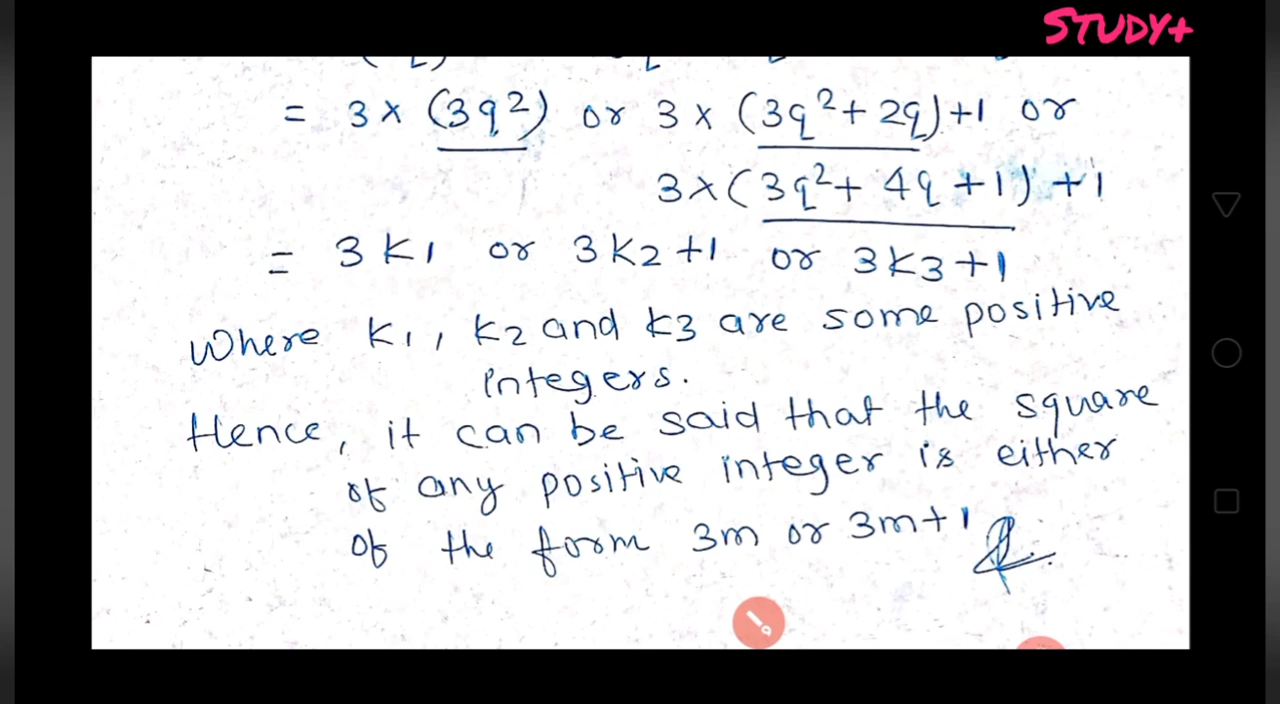 STUDY+
= 3 × (3q²) or 3 × (3q²+ 2q)+1 or
3×(3q²+ 4q +1) +1
= 3k1 or 3k2+1 or 3k3+1
Where k1, k2 and k3 are some positive
integers.
Hence, it can be said that the square
of any positive integer is either
of the form 3m or 3m+1